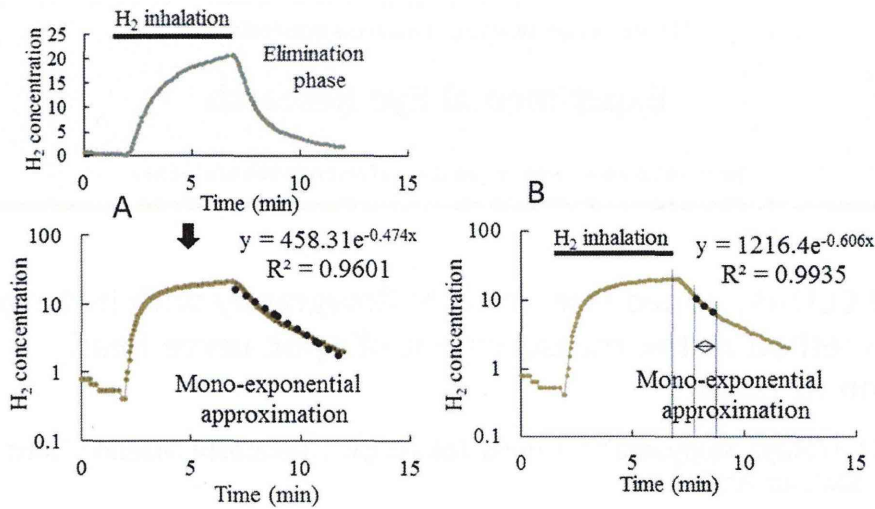 H₂ inhalation
Elimination
phase
H₂ concentration
25
20
15
10
5
0
0 5 10 15
Time (min)
A
y = 458.31e^-0.474x
R² = 0.9601
H₂ concentration
100
10
1
0.1
Mono-exponential
approximation
0 5 10 15
Time (min)
B
y = 1216.4e^-0.606x
H₂ inhalation
R² = 0.9935
H₂ concentration
100
10
1
0.1
Mono-exponential
approximation
0 5 10 15
Time (min)